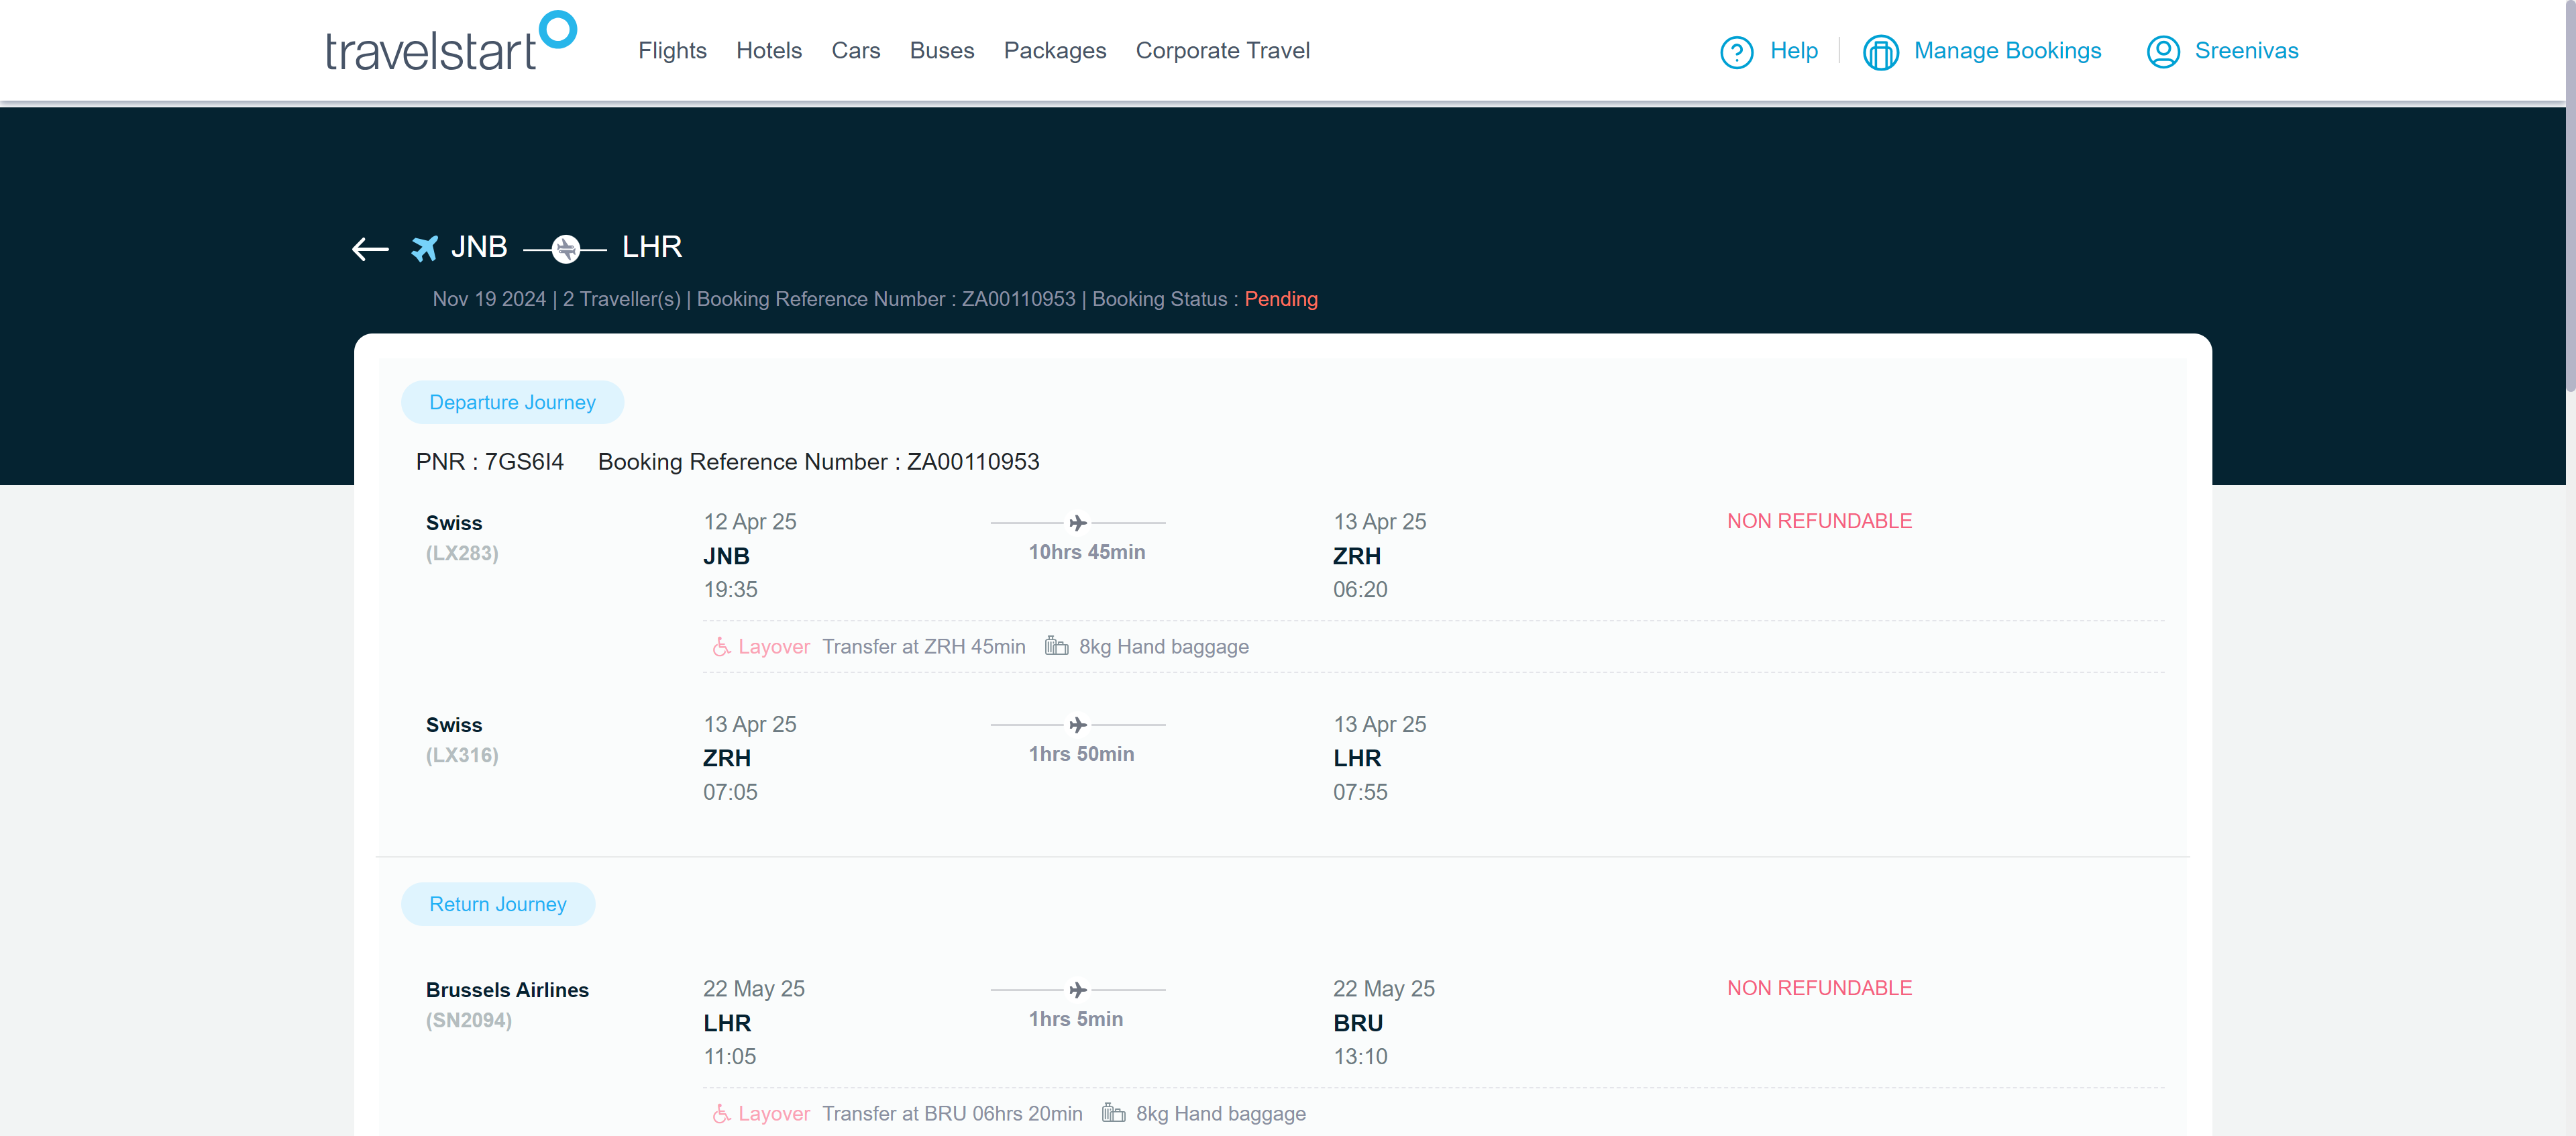 travelstart
Flights Hotels Cars Buses Packages Corporate Travel
Help Manage Bookings Sreenivas
JNB LHR
Nov 19 2024 | 2 Traveller(s) | Booking Reference Number : ZA00110953 | Booking Status : Pending
Departure Journey
PNR : 7GS6I4 Booking Reference Number : ZA00110953
Swiss 12 Apr 25 13 Apr 25 NON REFUNDABLE
(LX283) JNB 10hrs 45min ZRH
19:35 06:20
Layover Transfer at ZRH 45min 8kg Hand baggage
Swiss 13 Apr 25 13 Apr 25
(LX316) ZRH 1hrs 50min LHR
07:05 07:55
Return Journey
Brussels Airlines 22 May 25 22 May 25 NON REFUNDABLE
(SN2094) LHR 1hrs 5min BRU
11:05 13:10
Layover Transfer at BRU 06hrs 20min 8kg Hand baggage